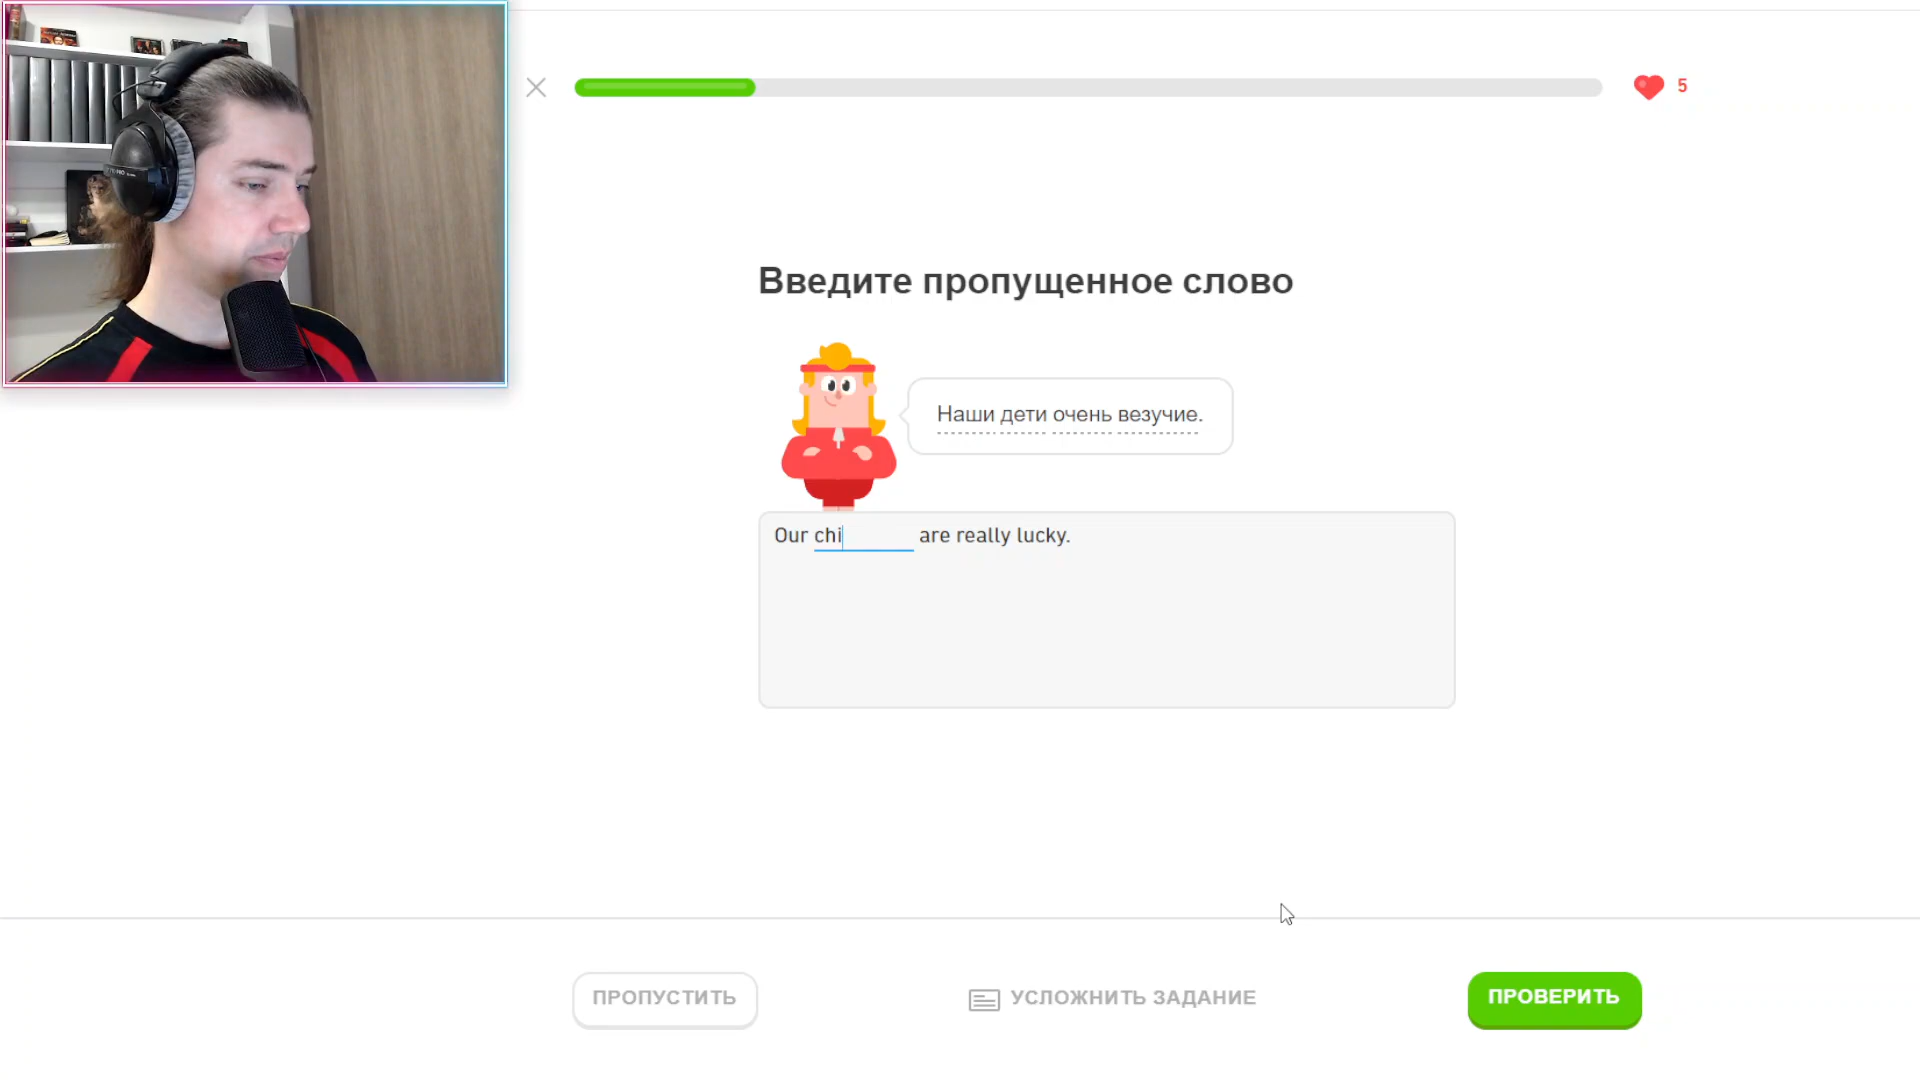 5
Введите пропущенное слово
Наши дети очень везучие.
Our chi are really lucky.
ПРОПУСТИТЬ
УСЛОЖНИТЬ ЗАДАНИЕ
ПРОВЕРИТЬ